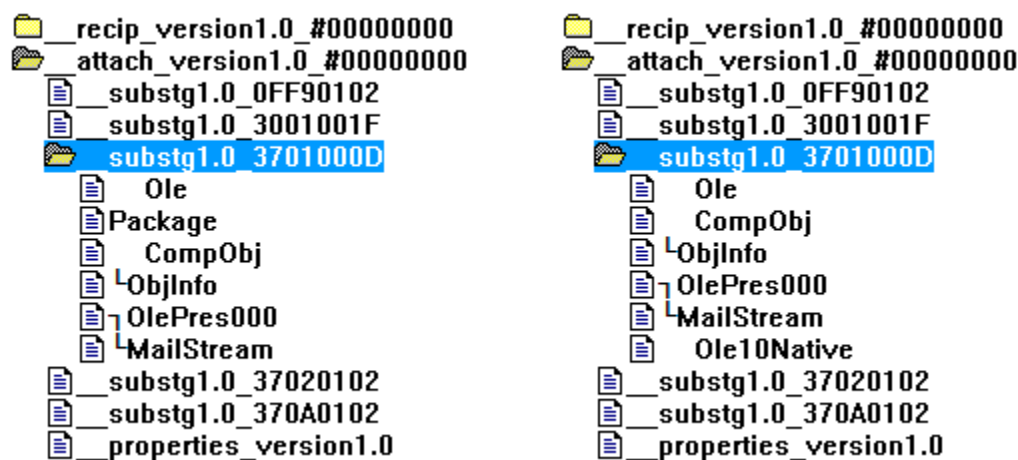 __recip_version1.0_#00000000
__attach_version1.0_#00000000
__substg1.0_0FF90102
__substg1.0_3001001F
__substg1.0_3701000D
Ole
Package
CompObj
└ObjInfo
┐OlePres000
└MailStream
__substg1.0_37020102
__substg1.0_370A0102
__properties_version1.0
__recip_version1.0_#00000000
__attach_version1.0_#00000000
__substg1.0_0FF90102
__substg1.0_3001001F
__substg1.0_3701000D
Ole
CompObj
└ObjInfo
┐OlePres000
└MailStream
Ole10Native
__substg1.0_37020102
__substg1.0_370A0102
__properties_version1.0